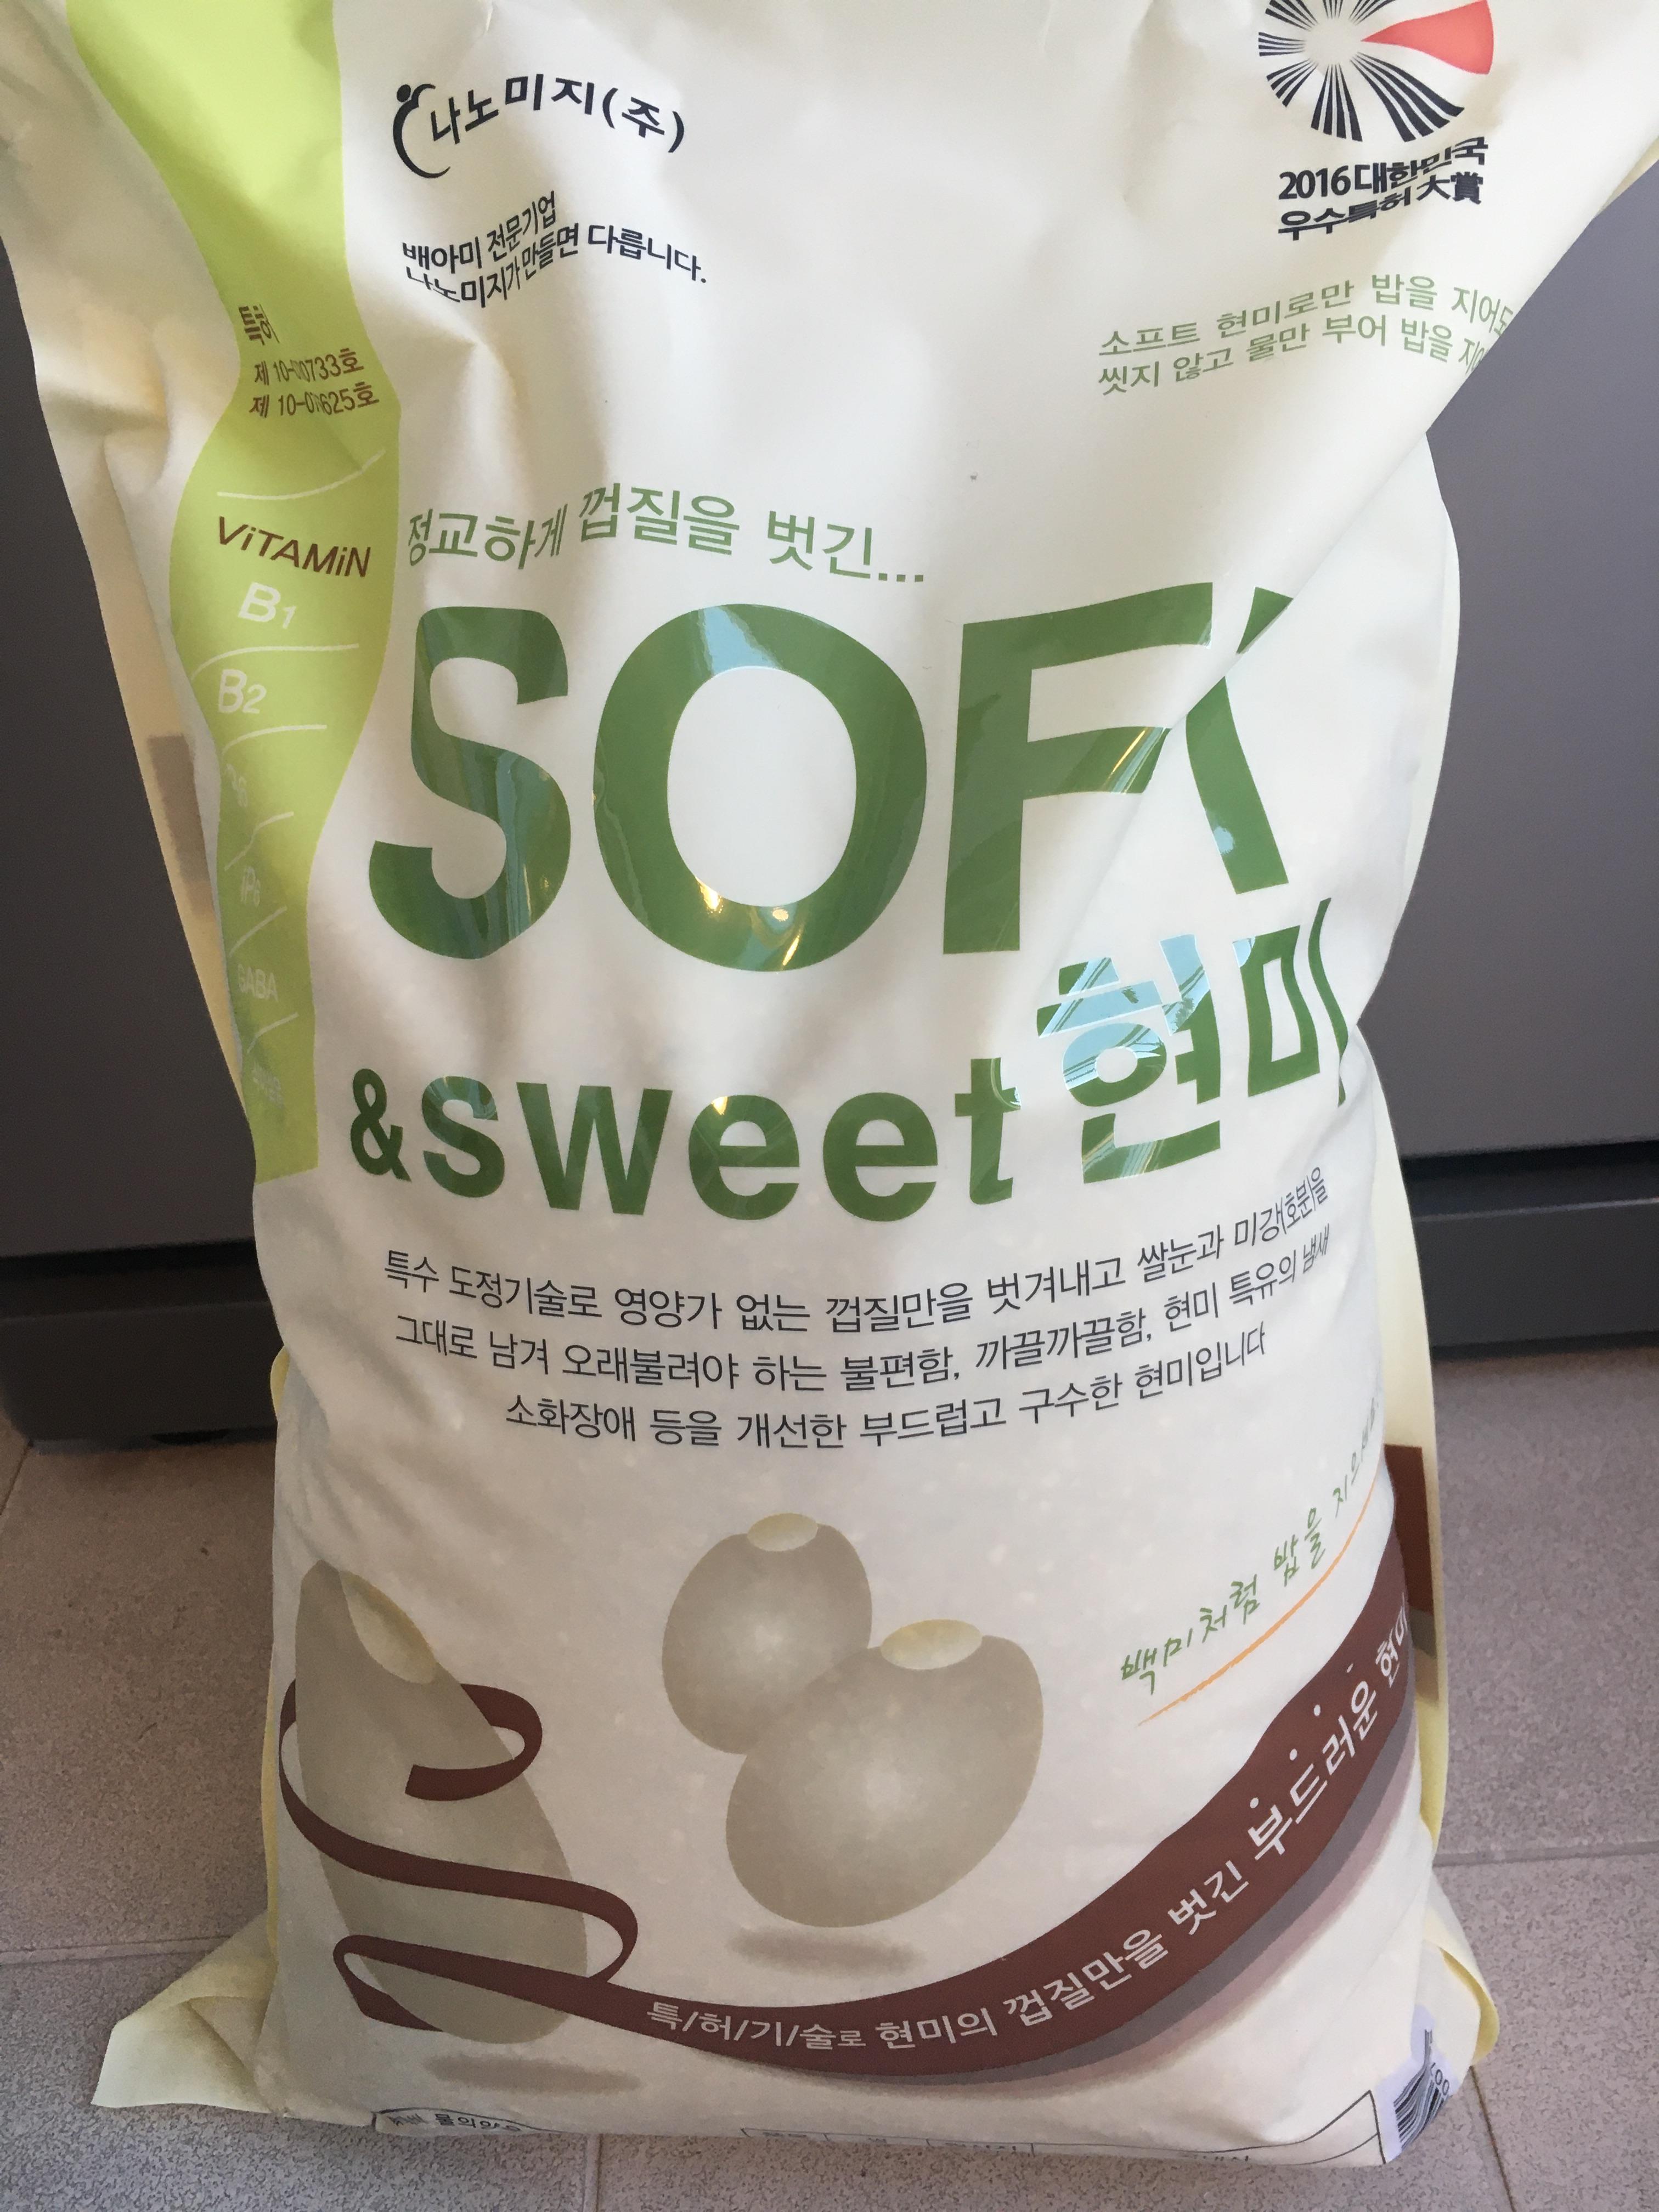 나노미지(주)
배아미 전문기업
나노미지가 만들면 다릅니다.
2016 대한민국
우수특허 大賞
소프트 현미로만 밥을
씻지 않고 물만 부어 밥을
특허
제
제
ViTAMiN
B1
B2
GABA
정교하게 껍질을 벗긴...
SOFT
&sweet 현미
특수 도정기술로 영양가 없는 껍질만을 벗겨내고 쌀눈과 미강(호분)을
그대로 남겨 오래불려야 하는 불편함, 까끌까끌함, 현미 특유의 냄새
소화장애 등을 개선한 부드럽고 구수한 현미입니다
백미처럼 밥을
특/허/기/술로 현미의 껍질만을 벗긴 부드러운 현미